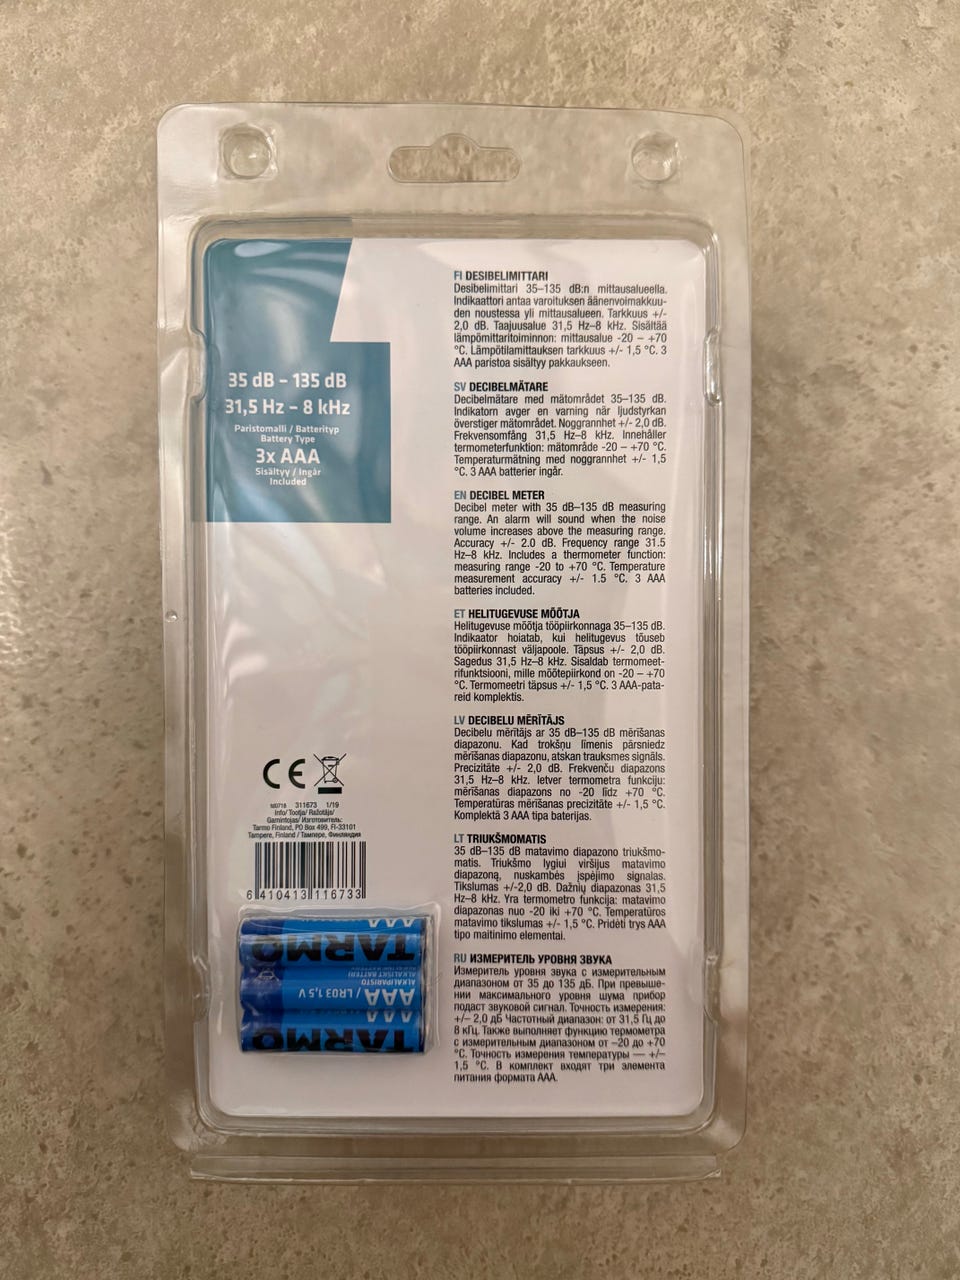 35 dB – 135 dB
31,5 Hz – 8 kHz
Paristomalli / Batterityp
Battery Type
3x AAA
Sisältyy / Ingår
Included
FI DESIBELIMITTARI
Desibelimittari 35–135 dB:n mittausalueella.
Indikaattori antaa varoituksen äänenvoimakkuu-
den noustessa yli mittausalueen. Tarkkuus +/-
2,0 dB. Taajuusalue 31,5 Hz–8 kHz. Sisältää
lämpömittaritoiminnon: mittausalue -20 – +70
°C. Lämpötilamittauksen tarkkuus +/- 1,5 °C. 3
AAA paristoa sisältyy pakkaukseen.
SV DECIBELMÄTARE
Decibelmätare med mätområdet 35–135 dB.
Indikatorn avger en varning när ljudstyrkan
överstiger mätområdet. Noggrannhet +/- 2,0 dB.
Frekvensomfång 31,5 Hz–8 kHz. Innehåller
termometerfunktion: mätområde -20 – +70 °C.
Temperaturmätning med noggrannhet +/- 1,5
°C. 3 AAA batterier ingår.
EN DECIBEL METER
Decibel meter with 35 dB–135 dB measuring
range. An alarm will sound when the noise
volume increases above the measuring range.
Accuracy +/- 2.0 dB. Frequency range 31.5
Hz–8 kHz. Includes a thermometer function:
measuring range -20 to +70 °C. Temperature
measurement accuracy +/- 1.5 °C. 3 AAA
batteries included.
ET HELITUGEVUSE MÕÕTJA
Helitugevuse mõõtja tööpiirkonnaga 35–135 dB.
Indikaator hoiatab, kui helitugevus tõuseb
tööpiirkonnast väljapoole. Täpsus +/- 2,0 dB.
Sagedus 31,5 Hz–8 kHz. Sisaldab termomeet-
rifunktsiooni, mille mõõtepiirkond on -20 – +70
°C. Termomeetri täpsus +/- 1,5 °C. 3 AAA-pata-
reid komplektis.
LV DECIBELU MĒRĪTĀJS
Decibelu mērītājs ar 35 dB–135 dB mērīšanas
diapazonu. Kad trokšņu līmenis pārsniedz
mērīšanas diapazonu, atskan trauksmes signāls.
Precizitāte +/- 2,0 dB. Frekvenču diapazons
31,5 Hz–8 kHz. Ietver termometra funkciju:
mērīšanas diapazons no -20 līdz +70 °C.
Temperatūras mērīšanas precizitāte +/- 1,5 °C.
Komplektā 3 AAA tipa baterijas.
LT TRIUKŠMOMATIS
35 dB–135 dB matavimo diapazono triukšmo-
matis. Triukšmo lygiui viršijus matavimo
diapazoną, nuskambės įspėjimo signalas.
Tikslumas +/-2,0 dB. Dažnių diapazonas 31,5
Hz–8 kHz. Yra termometro funkcija: matavimo
diapazonas nuo -20 iki +70 °C. Temperatūros
matavimo tikslumas +/- 1,5 °C. Pridėti trys AAA
tipo maitinimo elementai.
RU ИЗМЕРИТЕЛЬ УРОВНЯ ЗВУКА
Измеритель уровня звука с измерительным
диапазоном от 35 до 135 дБ. При превыше-
нии максимального уровня шума прибор
подаст звуковой сигнал. Точность измерения:
+/– 2,0 дБ Частотный диапазон: от 31,5 Гц до
8 кГц. Также выполняет функцию термометра
с измерительным диапазоном от –20 до +70
°C. Точность измерения температуры — +/–
1,5 °C. В комплект входят три элемента
питания формата AAA.
CE
311673 1/19
Info/ Tootja/ Ražotājs/
Gamintojas/ Изготовитель:
Tarmo Finland, PO Box 499, FI-33101
Tampere, Finland / Тампере, Финляндия
6 410413 116733
AAA
TARMO
ALKALISKT BATTERI
ALKALIPARISTO
AAA / LR03 1,5 V
AAA
TARMO